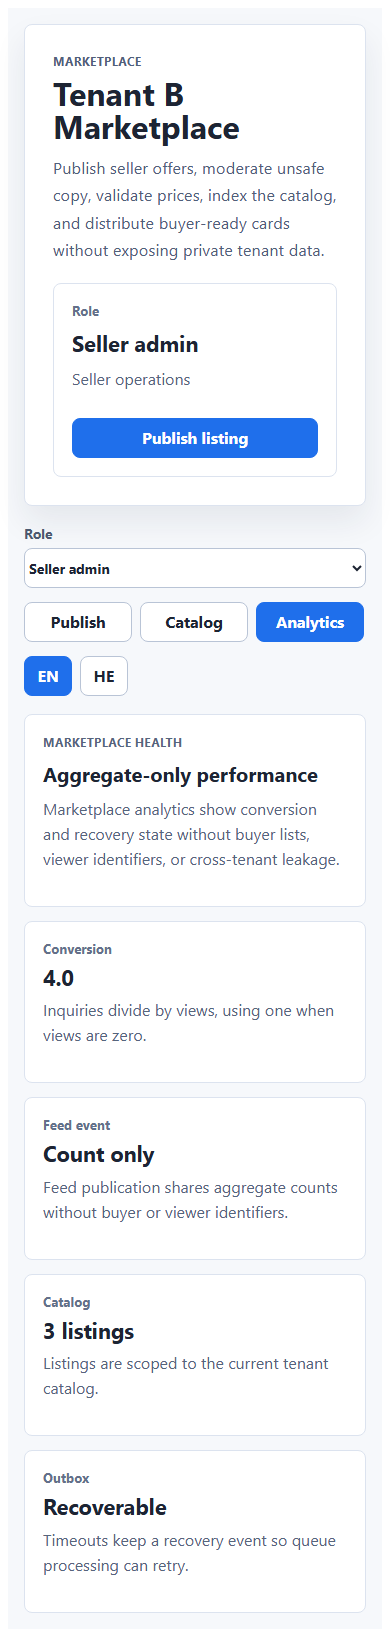 MARKETPLACE
Tenant B
Marketplace
Publish seller offers, moderate unsafe
copy, validate prices, index the catalog,
and distribute buyer-ready cards
without exposing private tenant data.
Role
Seller admin
Seller operations
Publish listing
Role
Seller admin
Publish
Catalog
Analytics
EN
HE
MARKETPLACE HEALTH
Aggregate-only performance
Marketplace analytics show conversion
and recovery state without buyer lists,
viewer identifiers, or cross-tenant leakage.
Conversion
4.0
Inquiries divide by views, using one when
views are zero.
Feed event
Count only
Feed publication shares aggregate counts
without buyer or viewer identifiers.
Catalog
3 listings
Listings are scoped to the current tenant
catalog.
Outbox
Recoverable
Timeouts keep a recovery event so queue
processing can retry.